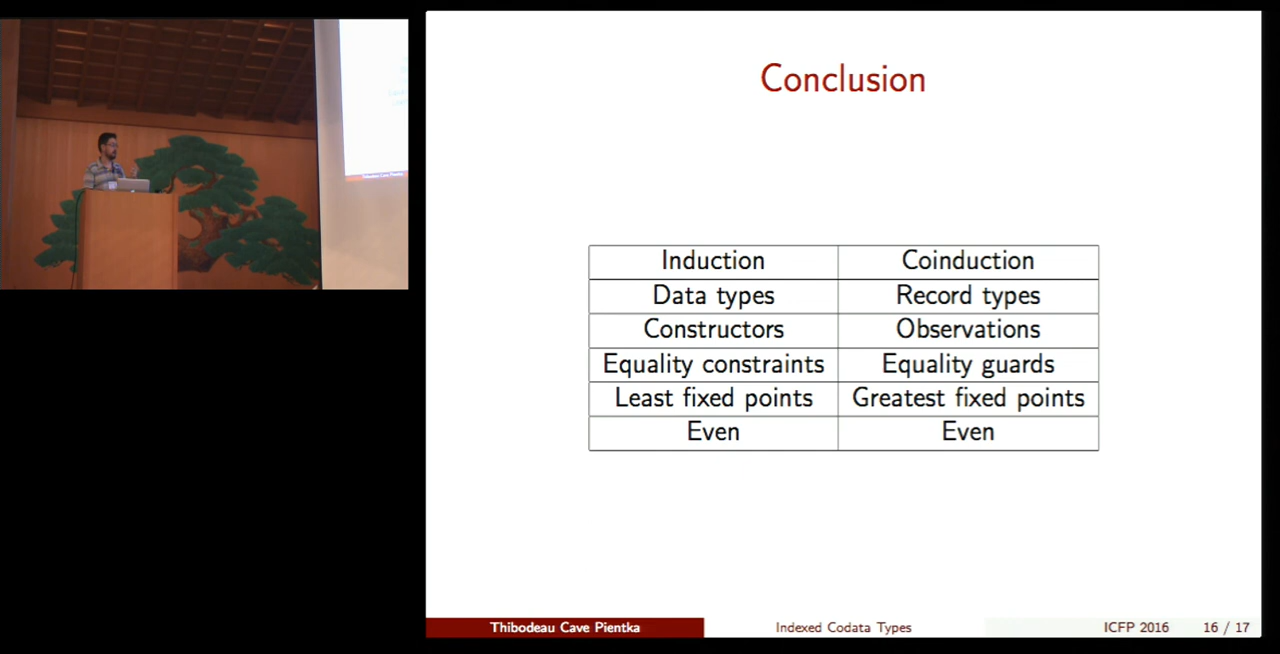 Conclusion
Induction Coinduction
Data types Record types
Constructors Observations
Equality constraints Equality guards
Least fixed points Greatest fixed points
Even Even
Thibodeau Cave Pientka Indexed Codata Types ICFP 2016 16 / 17